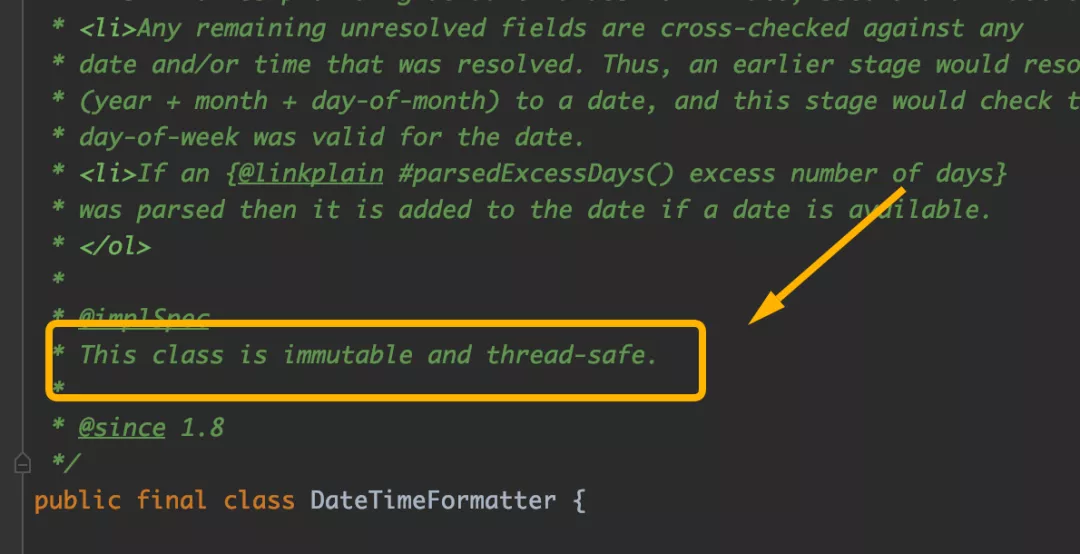 * <li>Any remaining unresolved fields are cross-checked against any
* date and/or time that was resolved. Thus, an earlier stage would reso
* (year + month + day-of-month) to a date, and this stage would check t
* day-of-week was valid for the date.
* <li>If an {@linkplain #parsedExcessDays() excess number of days}
* was parsed then it is added to the date if a date is available.
* </ol>
*
* @implSpec
* This class is immutable and thread-safe.
*
* @since 1.8
*/
public final class DateTimeFormatter {